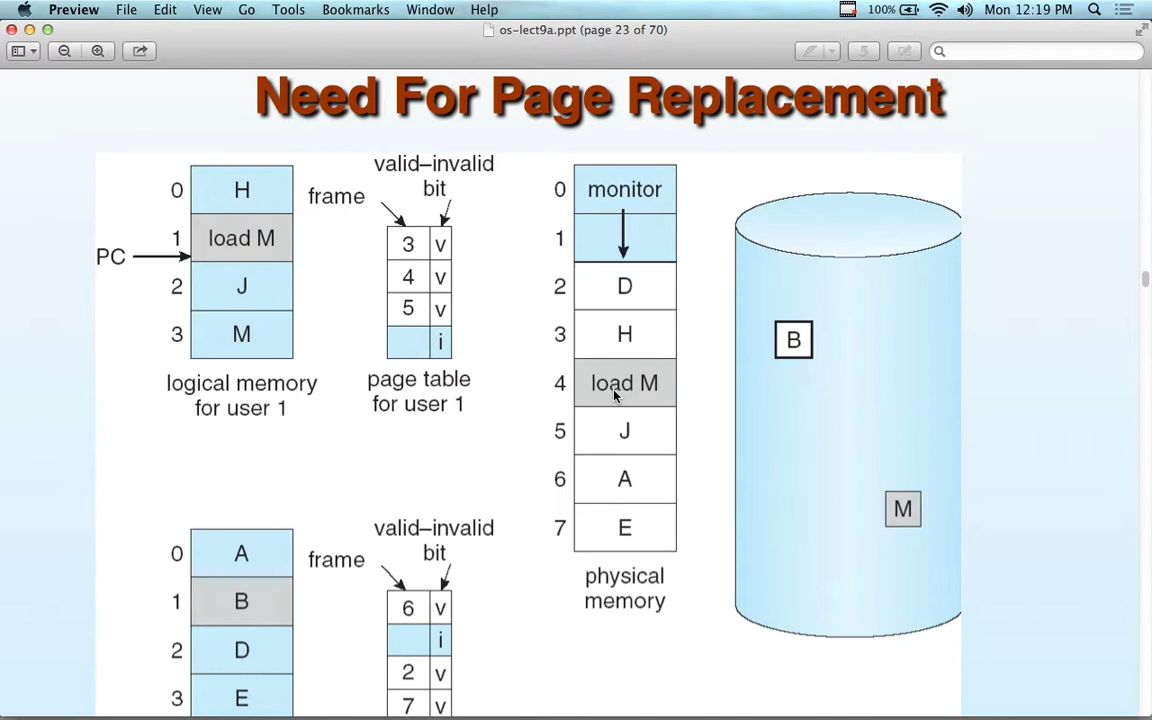 Preview File Edit View Go Tools Bookmarks Window Help 100% Mon 12:19 PM
os-lect9a.ppt (page 23 of 70)
Need For Page Replacement
0 H
1 load M
PC
2 J
3 M
logical memory
for user 1
frame
valid–invalid
bit
3 v
4 v
5 v
i
page table
for user 1
0 monitor
1
2 D
3 H
4 load M
5 J
6 A
7 E
physical
memory
B
M
0 A
1 B
2 D
3 E
frame
valid–invalid
bit
6 v
i
2 v
7 v